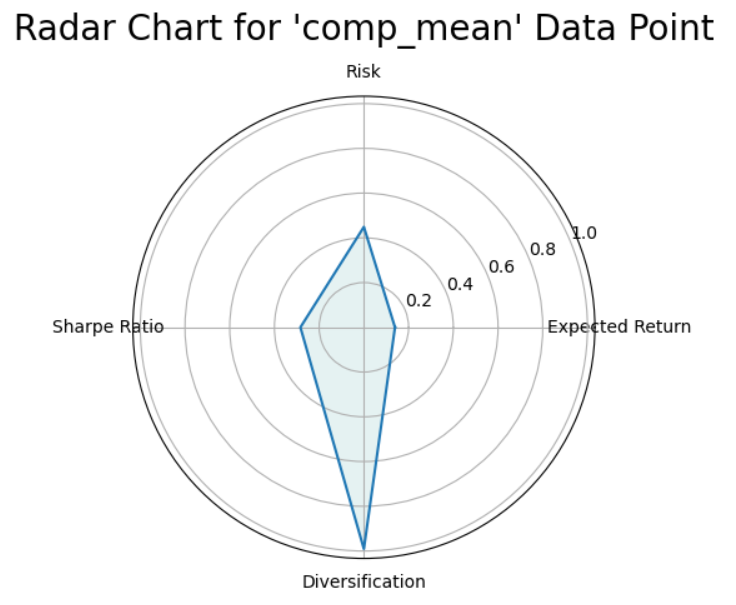 Radar Chart for 'comp_mean' Data Point
Risk
1.0
0.8
0.6
0.4
0.2
Sharpe Ratio
Expected Return
Diversification